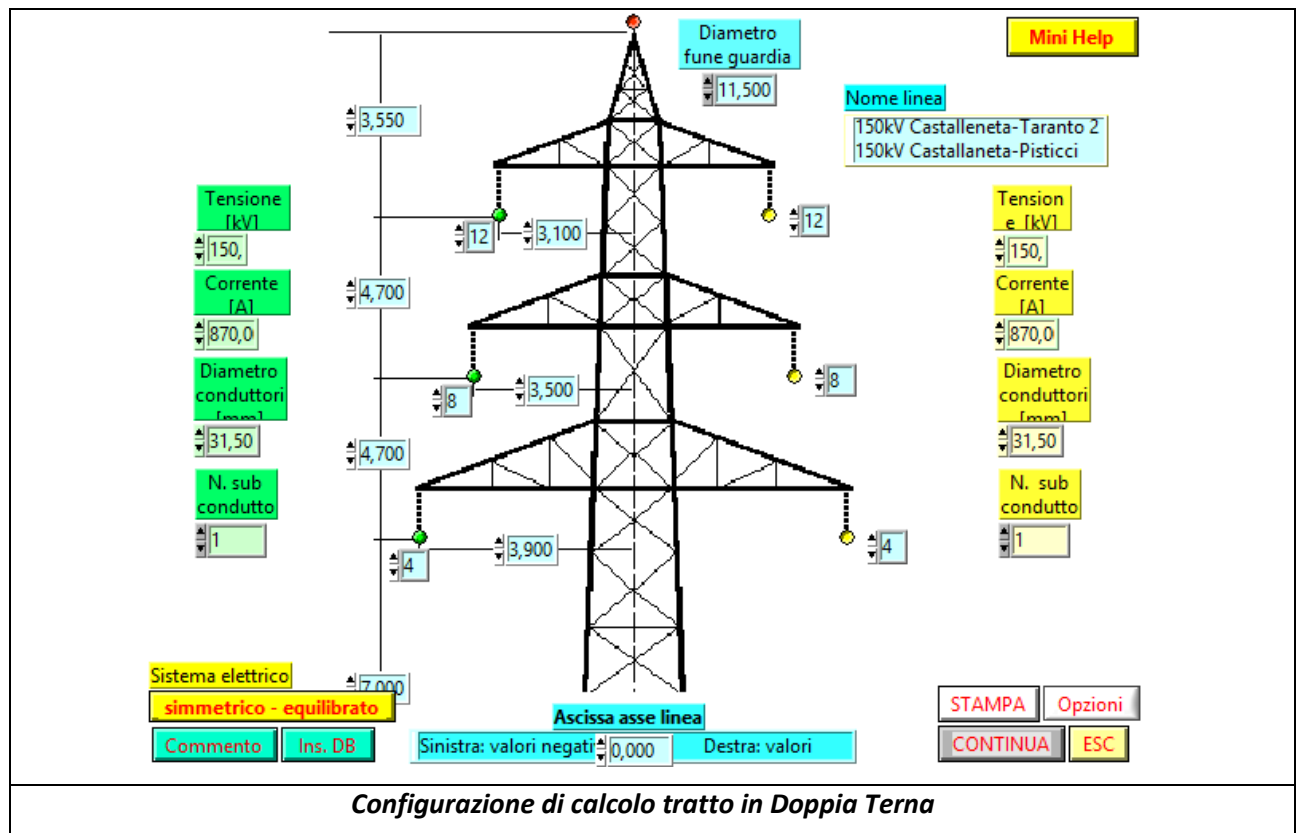 Diametro
fune guardia
11,500
Mini Help
Nome linea
150kV Castalleneta-Taranto 2
150kV Castallaneta-Pisticci
3,550
Tensione
[kV]
150,
12
3,100
12
Tension
e [kV]
150,
Corrente
[A]
870,0
4,700
Corrente
[A]
870,0
Diametro
conduttori
[mm]
31,50
8
3,500
8
Diametro
conduttori
[mm]
31,50
4,700
N. sub
condutto
1
4
3,900
4
N. sub
condutto
1
Sistema elettrico
simmetrico - equilibrato
7,000
Commento
Ins. DB
Ascissa asse linea
Sinistra: valori negati
0,000
Destra: valori
STAMPA
Opzioni
CONTINUA
ESC
Configurazione di calcolo tratto in Doppia Terna